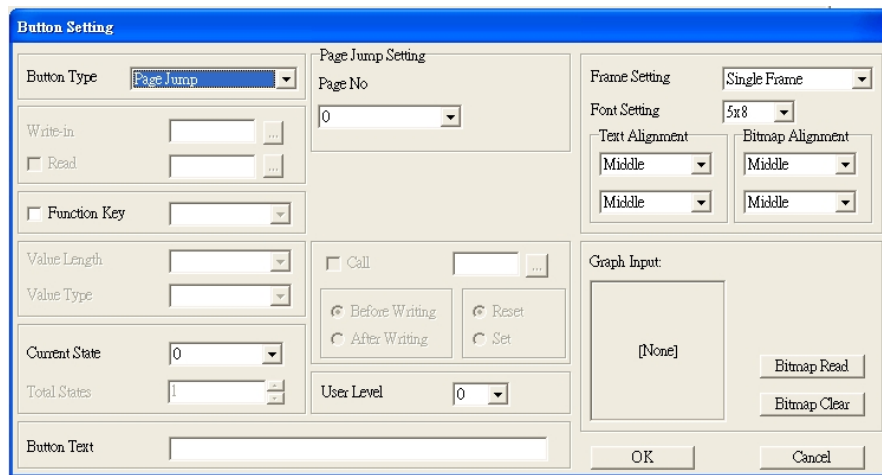 Button Setting
Button Type
Page Jump
Write-in
...
Read
...
Function Key
Value Length
Value Type
Current State
0
Total States
1
Button Text
Page Jump Setting
Page No
0
Call
...
Before Writing
Reset
After Writing
Set
User Level
0
Frame Setting
Single Frame
Font Setting
5x8
Text Alignment
Bitmap Alignment
Middle
Middle
Middle
Middle
Graph Input:
[None]
Bitmap Read
Bitmap Clear
OK
Cancel